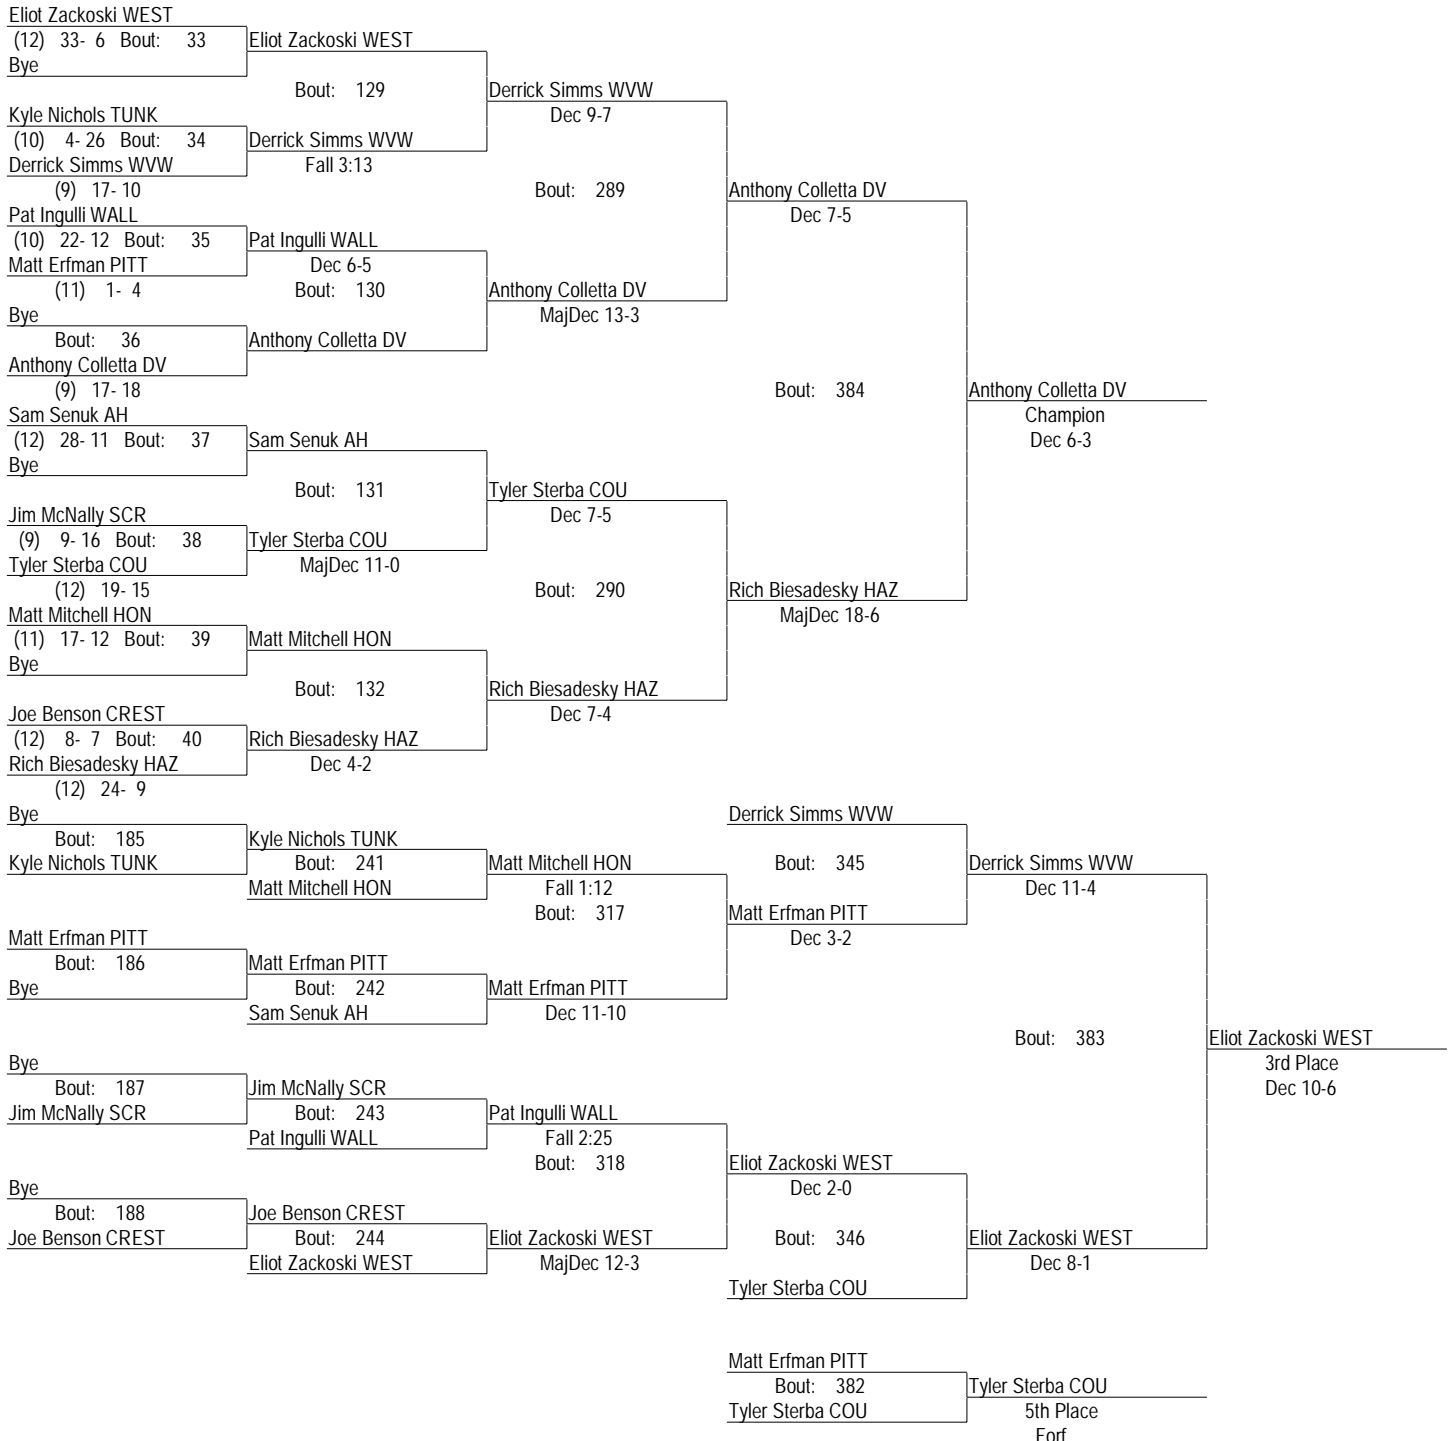 Eliot Zackoski WEST
(12) 33- 6 Bout: 33
Bye
Kyle Nichols TUNK
(10) 4- 26 Bout: 34
Derrick Simms WVW
(9) 17- 10
Pat Ingulli WALL
(10) 22- 12 Bout: 35
Matt Erfman PITT
(11) 1- 4
Bye
Bout: 36
Anthony Colletta DV
(9) 17- 18
Sam Senuk AH
(12) 28- 11 Bout: 37
Bye
Jim McNally SCR
(9) 9- 16 Bout: 38
Tyler Sterba COU
(12) 19- 15
Matt Mitchell HON
(11) 17- 12 Bout: 39
Bye
Joe Benson CREST
(12) 8- 7 Bout: 40
Rich Biesadesky HAZ
(12) 24- 9
Eliot Zackoski WEST
Bout: 129
Derrick Simms WVW
Fall 3:13
Pat Ingulli WALL
Dec 6-5
Bout: 130
Anthony Colletta DV
Sam Senuk AH
Bout: 131
Tyler Sterba COU
MajDec 11-0
Matt Mitchell HON
Bout: 132
Rich Biesadesky HAZ
Dec 4-2
Derrick Simms WVW
Dec 9-7
Bout: 289
Anthony Colletta DV
MajDec 13-3
Tyler Sterba COU
Dec 7-5
Bout: 290
Rich Biesadesky HAZ
Dec 7-4
Anthony Colletta DV
Dec 7-5
Bout: 384
Rich Biesadesky HAZ
MajDec 18-6
Anthony Colletta DV
Champion
Dec 6-3
Bye
Bout: 185
Kyle Nichols TUNK
Matt Erfman PITT
Bout: 186
Bye
Bye
Bout: 187
Jim McNally SCR
Bye
Bout: 188
Joe Benson CREST
Kyle Nichols TUNK
Bout: 241
Matt Mitchell HON
Matt Erfman PITT
Bout: 242
Sam Senuk AH
Jim McNally SCR
Bout: 243
Pat Ingulli WALL
Joe Benson CREST
Bout: 244
Eliot Zackoski WEST
Matt Mitchell HON
Fall 1:12
Bout: 317
Matt Erfman PITT
Dec 11-10
Pat Ingulli WALL
Fall 2:25
Bout: 318
Eliot Zackoski WEST
MajDec 12-3
Derrick Simms WVW
Bout: 345
Matt Erfman PITT
Dec 3-2
Eliot Zackoski WEST
Dec 2-0
Bout: 346
Tyler Sterba COU
Derrick Simms WVW
Dec 11-4
Bout: 383
Eliot Zackoski WEST
Dec 8-1
Eliot Zackoski WEST
3rd Place
Dec 10-6
Matt Erfman PITT
Bout: 382
Tyler Sterba COU
Tyler Sterba COU
5th Place
Forf